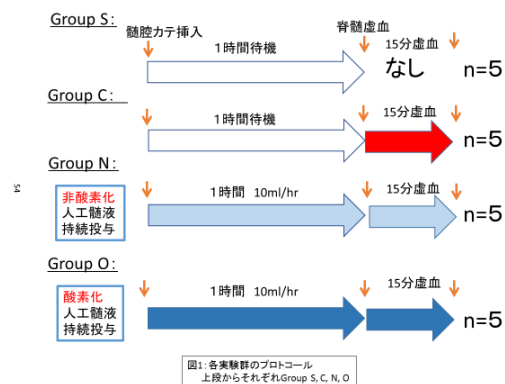 Group S:
髄腔カテ挿入
1時間待機
脊髄虚血
15分虚血
なし
n=5
Group C:
1時間待機
15分虚血
n=5
Group N:
非酸素化
人工髄液
持続投与
1時間 10ml/hr
15分虚血
n=5
54
Group O:
酸素化
人工髄液
持続投与
1時間 10ml/hr
15分虚血
n=5
図1: 各実験群のプロトコール
上段からそれぞれGroup S, C, N, O